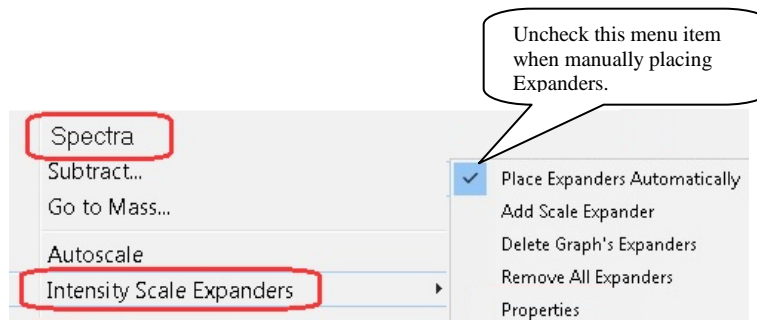 Uncheck this menu item
when manually placing
Expanders.
Spectra
Subtract...
Go to Mass...
Autoscale
Intensity Scale Expanders
Place Expanders Automatically
Add Scale Expander
Delete Graph's Expanders
Remove All Expanders
Properties